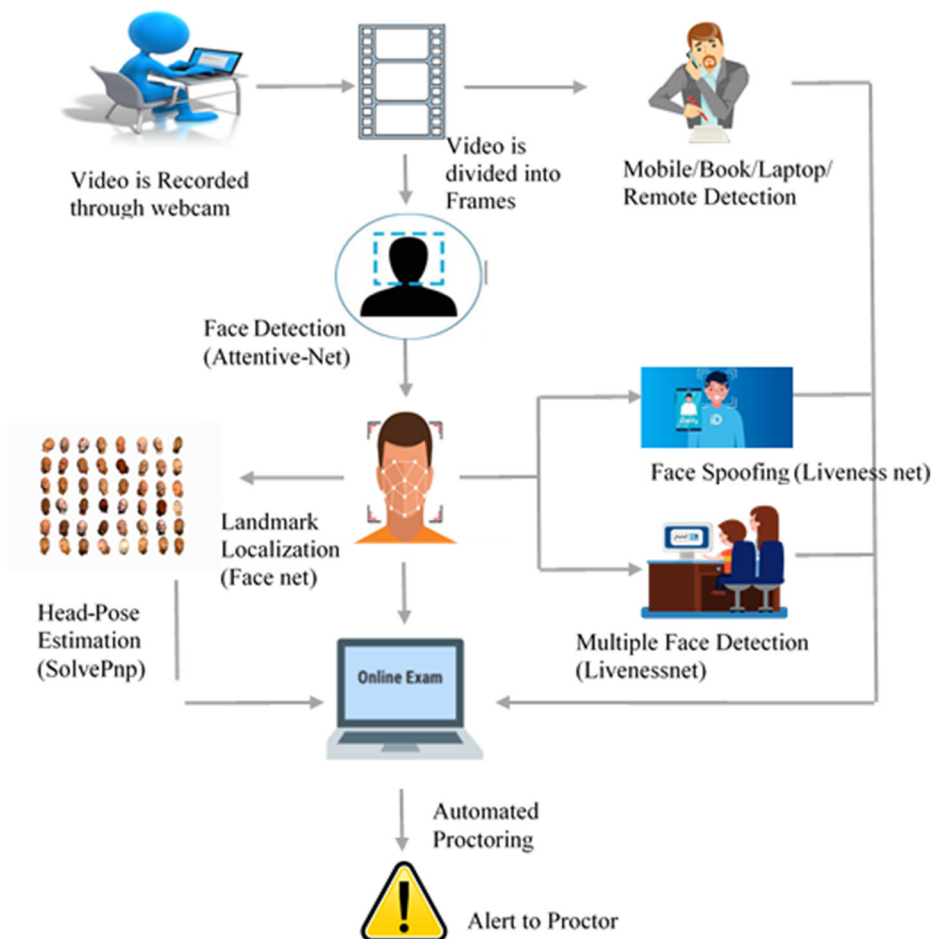 Video is Recorded
through webcam
Video is
divided into
Frames
Mobile/Book/Laptop/
Remote Detection
Face Detection
(Attentive-Net)
iD
Face Spoofing (Liveness net)
Landmark
Localization
(Face net)
Head-Pose
Estimation
(SolvePnp)
Multiple Face Detection
(Livenessnet)
Online Exam
Automated
Proctoring
Alert to Proctor